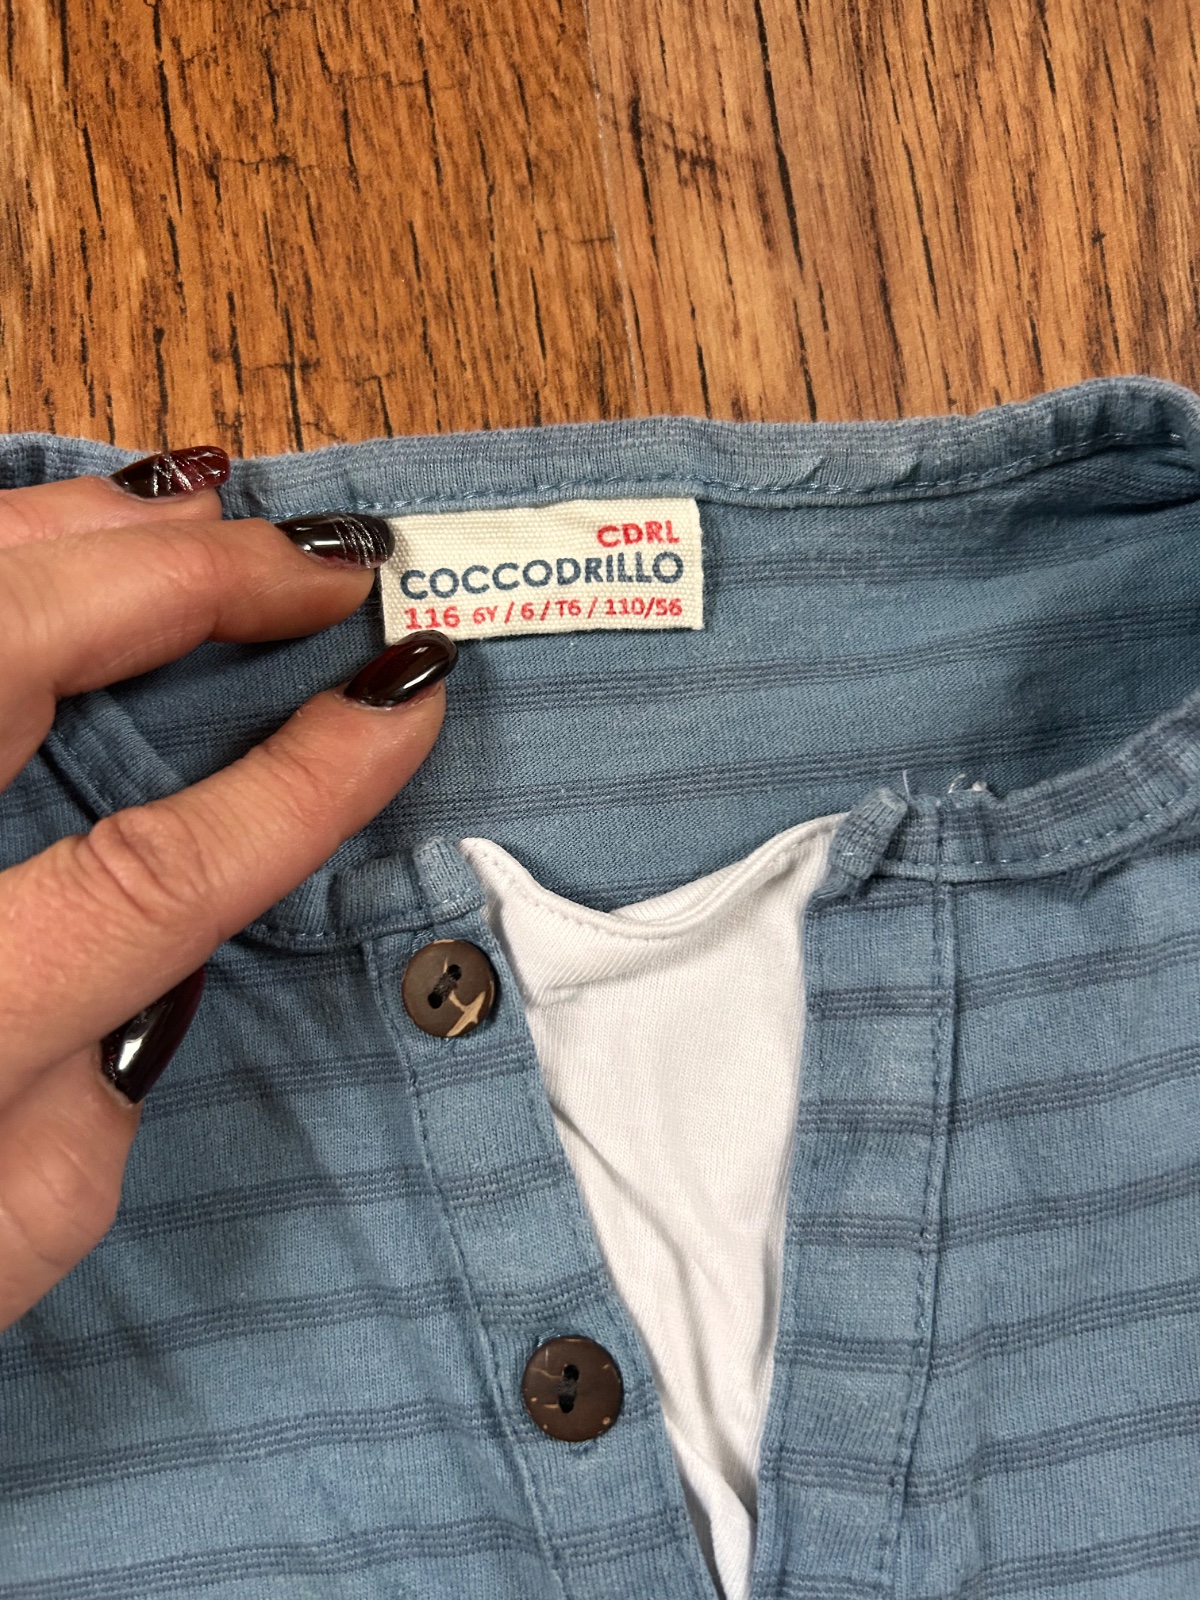 CDRL
COCCODRILLO
116 6Y / 6 / T6 / 110/56